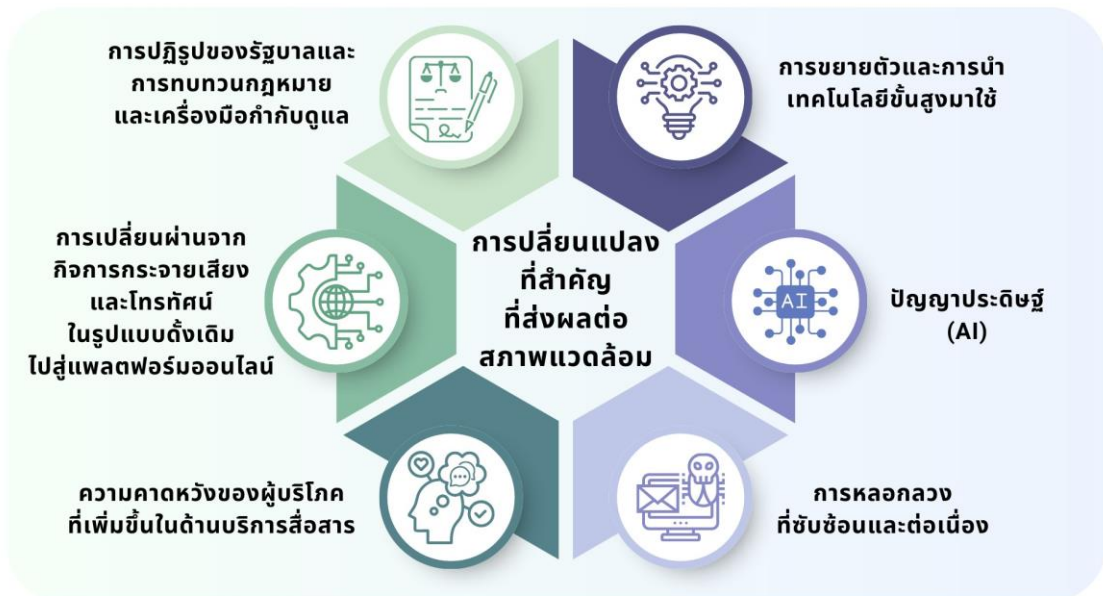 การปฏิรูปของรัฐบาลและ
การทบทวนกฎหมาย
และเครื่องมือกำกับดูแล
การขยายตัวและการนำ
เทคโนโลยีขั้นสูงมาใช้
การเปลี่ยนผ่านจาก
กิจการกระจายเสียง
และโทรทัศน์
ในรูปแบบดั้งเดิม
ไปสู่แพลตฟอร์มออนไลน์
การปลี่ยนแปลง
ที่สำคัญ
ที่ส่งผลต่อ
สภาพแวดล้อม
AI
ปัญญาประดิษฐ์
(AI)
ความคาดหวังของผู้บริโภค
ที่เพิ่มขึ้นในด้านบริการสื่อสาร
การหลอกลวง
ที่ซับซ้อนและต่อเนื่อง